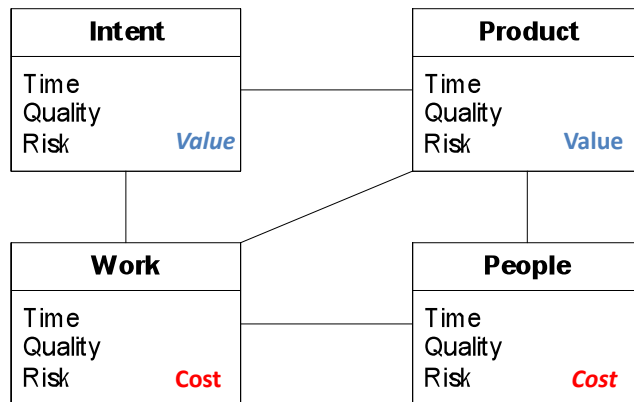 Intent
Time
Quality
Risk Value
Product
Time
Quality
Risk Value
Work
Time
Quality
Risk Cost
People
Time
Quality
Risk Cost